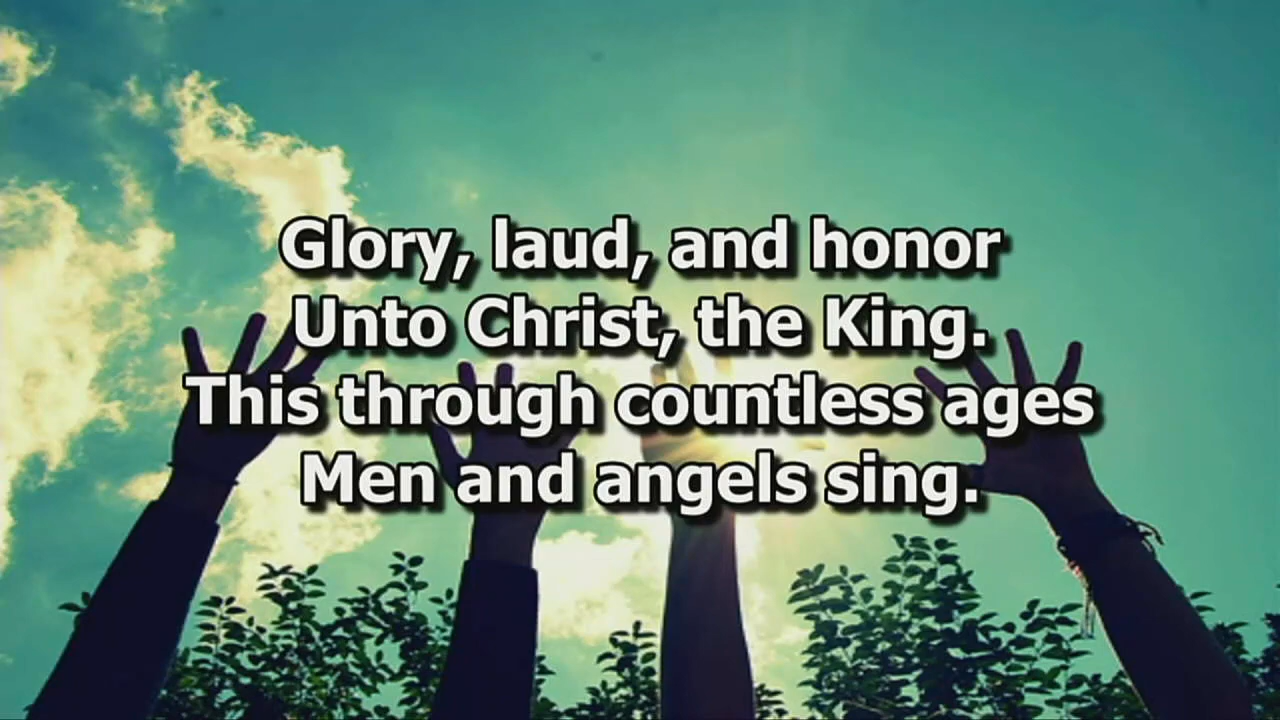 Glory, laud, and honor
Unto Christ, the King.
This through countless ages
Men and angels sing.